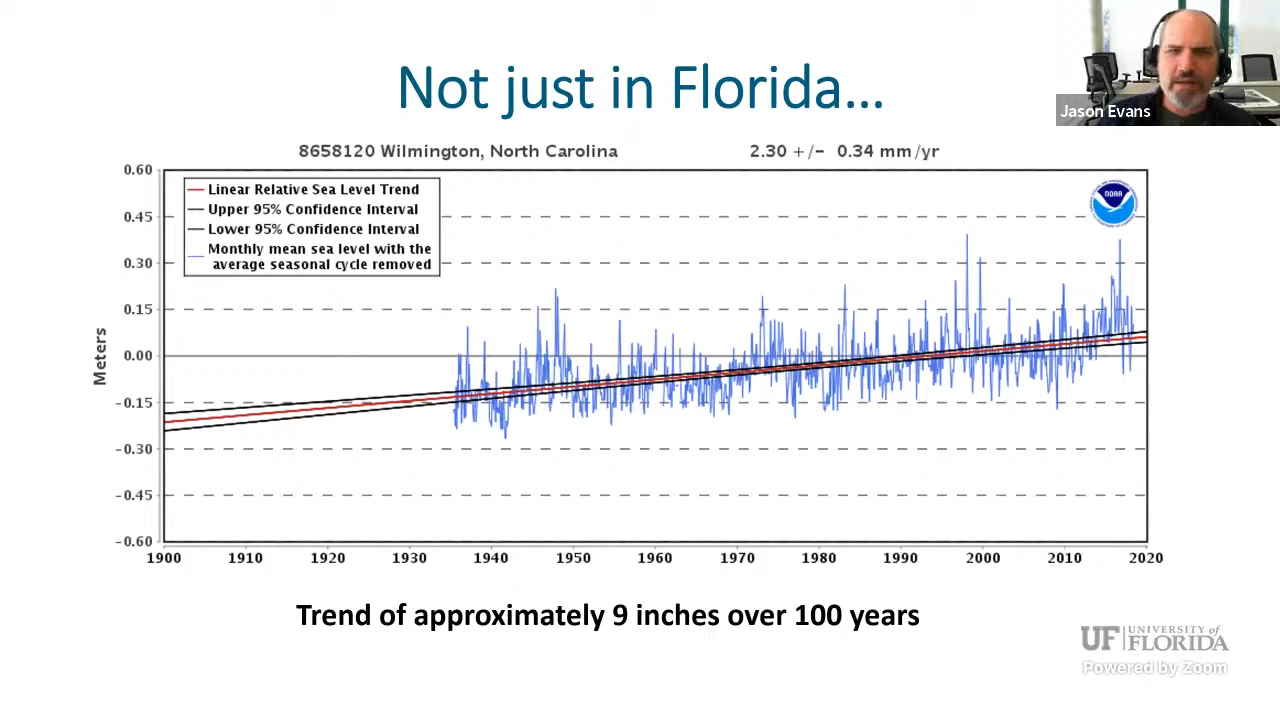 Not just in Florida...
Jason Evans
8658120 Wilmington, North Carolina 2.30 +/- 0.34 mm/yr
NOAA
Linear Relative Sea Level Trend
Upper 95% Confidence Interval
Lower 95% Confidence Interval
Monthly mean sea level with the
average seasonal cycle removed
Meters
0.60
0.45
0.30
0.15
0.00
-0.15
-0.30
-0.45
-0.60
1900 1910 1920 1930 1940 1950 1960 1970 1980 1990 2000 2010 2020
Trend of approximately 9 inches over 100 years
UF UNIVERSITY of
FLORIDA
Powered by Zoom